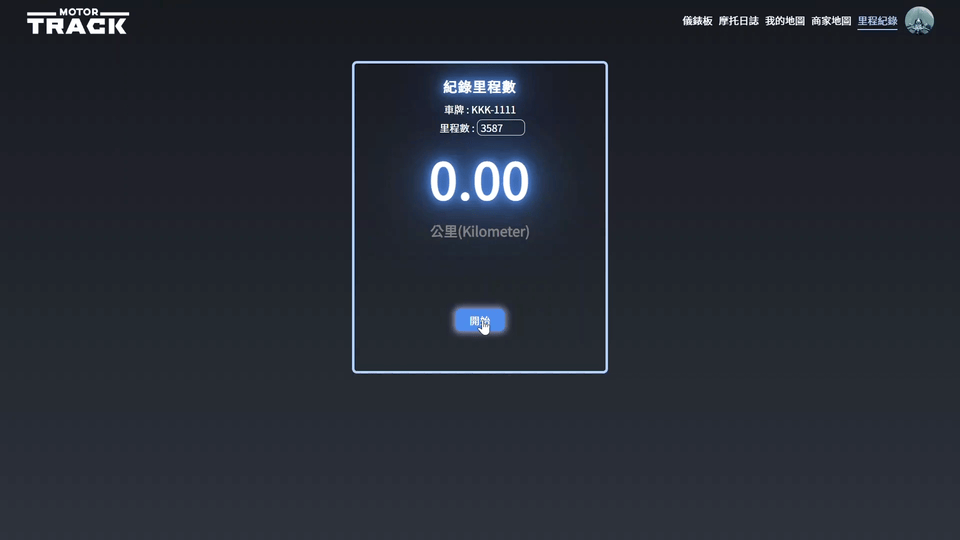 MOTOR
TRACK
儀錶板 摩托日誌 我的地圖 商家地圖 里程紀錄
紀錄里程數
車牌 : KKK-1111
里程數 : 3587
0.00
公里(Kilometer)
開始